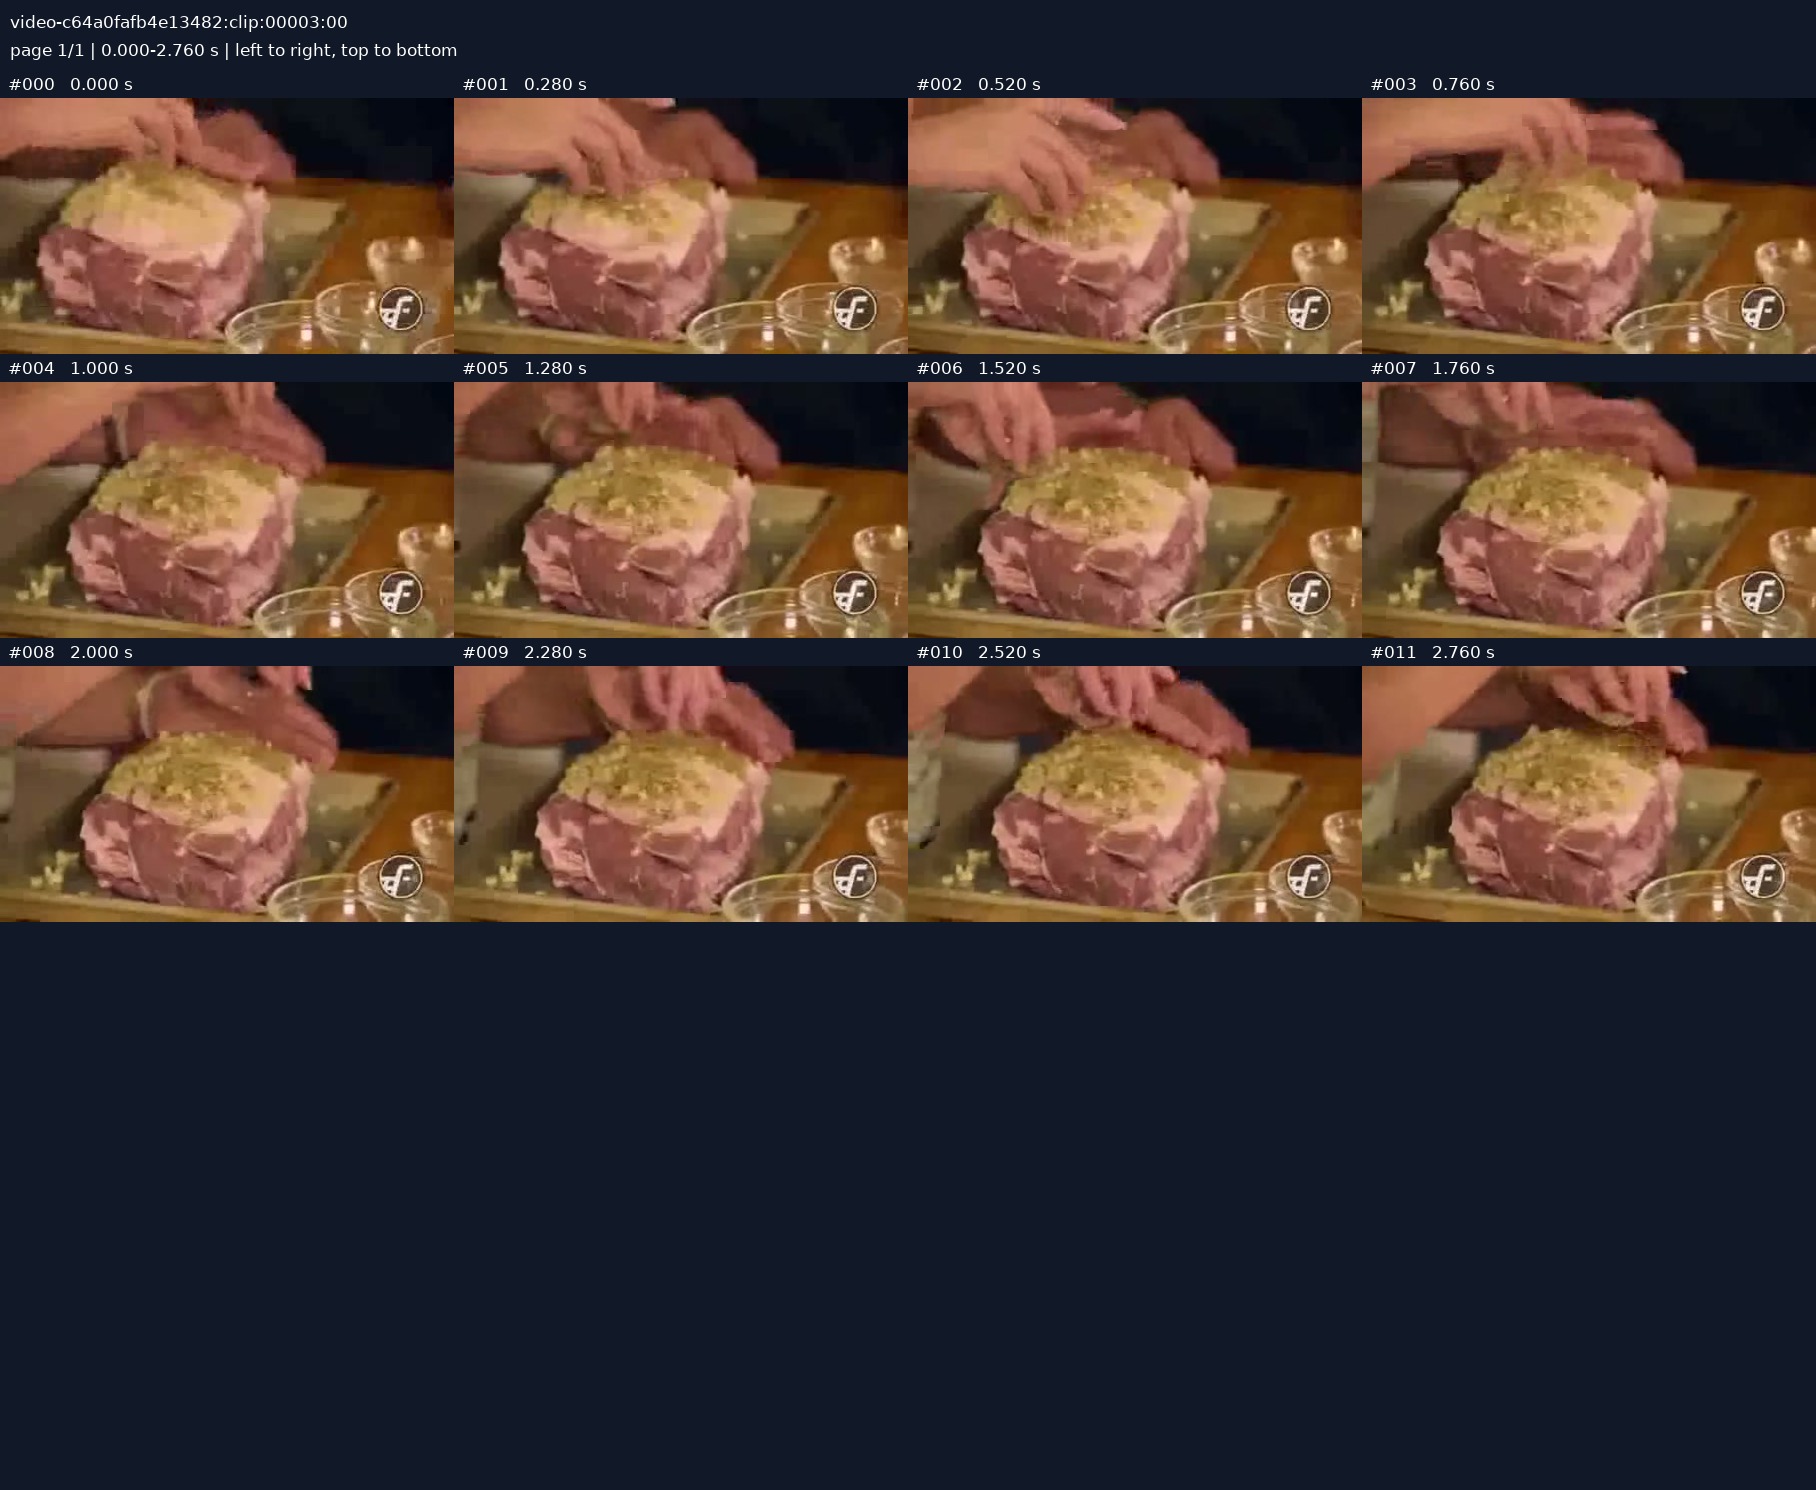 video-c64a0fafb4e13482:clip:00003:00
page 1/1 | 0.000-2.760 s | left to right, top to bottom
#000 0.000 s
#001 0.280 s
#002 0.520 s
#003 0.760 s
#004 1.000 s
#005 1.280 s
#006 1.520 s
#007 1.760 s
#008 2.000 s
#009 2.280 s
#010 2.520 s
#011 2.760 s